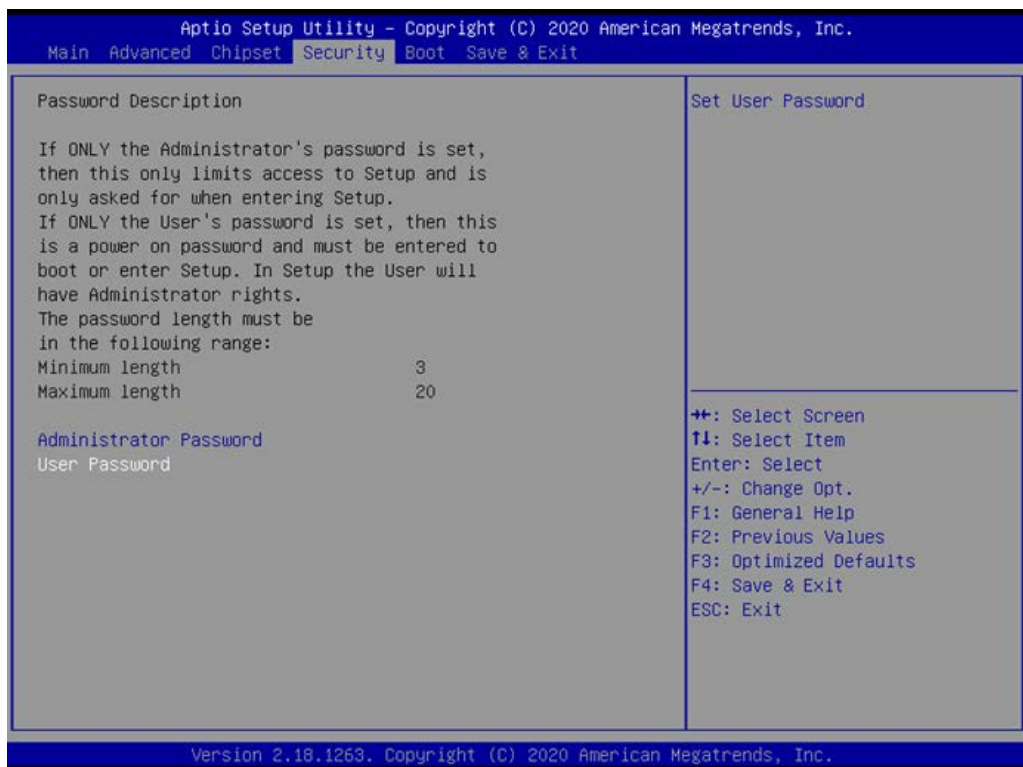 Aptio Setup Utility – Copyright (C) 2020 American Megatrends, Inc.
Main Advanced Chipset Security Boot Save & Exit
Password Description
If ONLY the Administrator's password is set,
then this only limits access to Setup and is
only asked for when entering Setup.
If ONLY the User's password is set, then this
is a power on password and must be entered to
boot or enter Setup. In Setup the User will
have Administrator rights.
The password length must be
in the following range:
Minimum length 3
Maximum length 20
Administrator Password
User Password
Set User Password
→←: Select Screen
↑↓: Select Item
Enter: Select
+/-: Change Opt.
F1: General Help
F2: Previous Values
F3: Optimized Defaults
F4: Save & Exit
ESC: Exit
Version 2.18.1263. Copyright (C) 2020 American Megatrends, Inc.